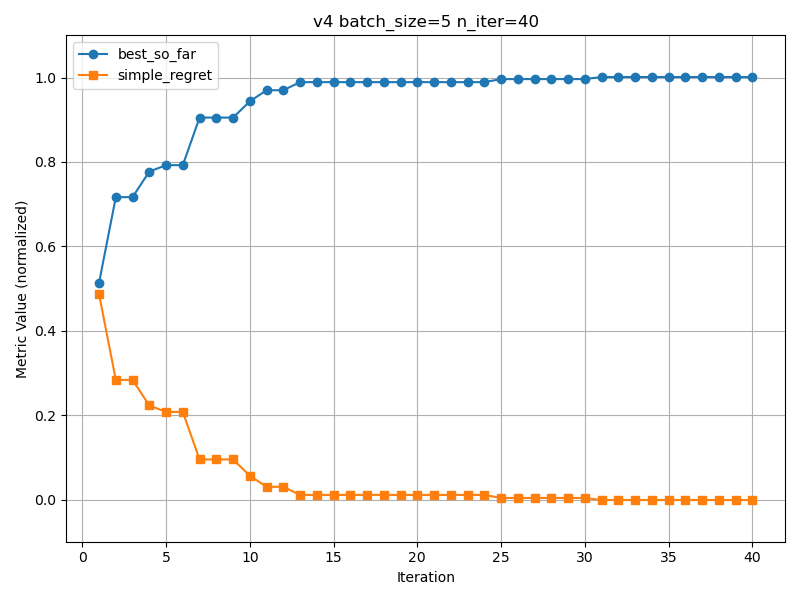 v4 batch_size=5 n_iter=40
best_so_far
simple_regret
Metric Value (normalized)
1.0
0.8
0.6
0.4
0.2
0.0
0 5 10 15 20 25 30 35 40
Iteration